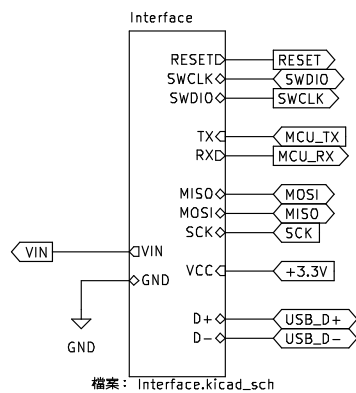 Interface
RESET RESET
SWCLK SWDIO
SWDIO SWCLK
TX MCU_TX
RX MCU_RX
MISO MOSI
MOSI MISO
SCK SCK
VIN VIN
VCC +3.3V
GND
GND
D+ USB_D+
D- USB_D-
檔案： Interface.kicad_sch